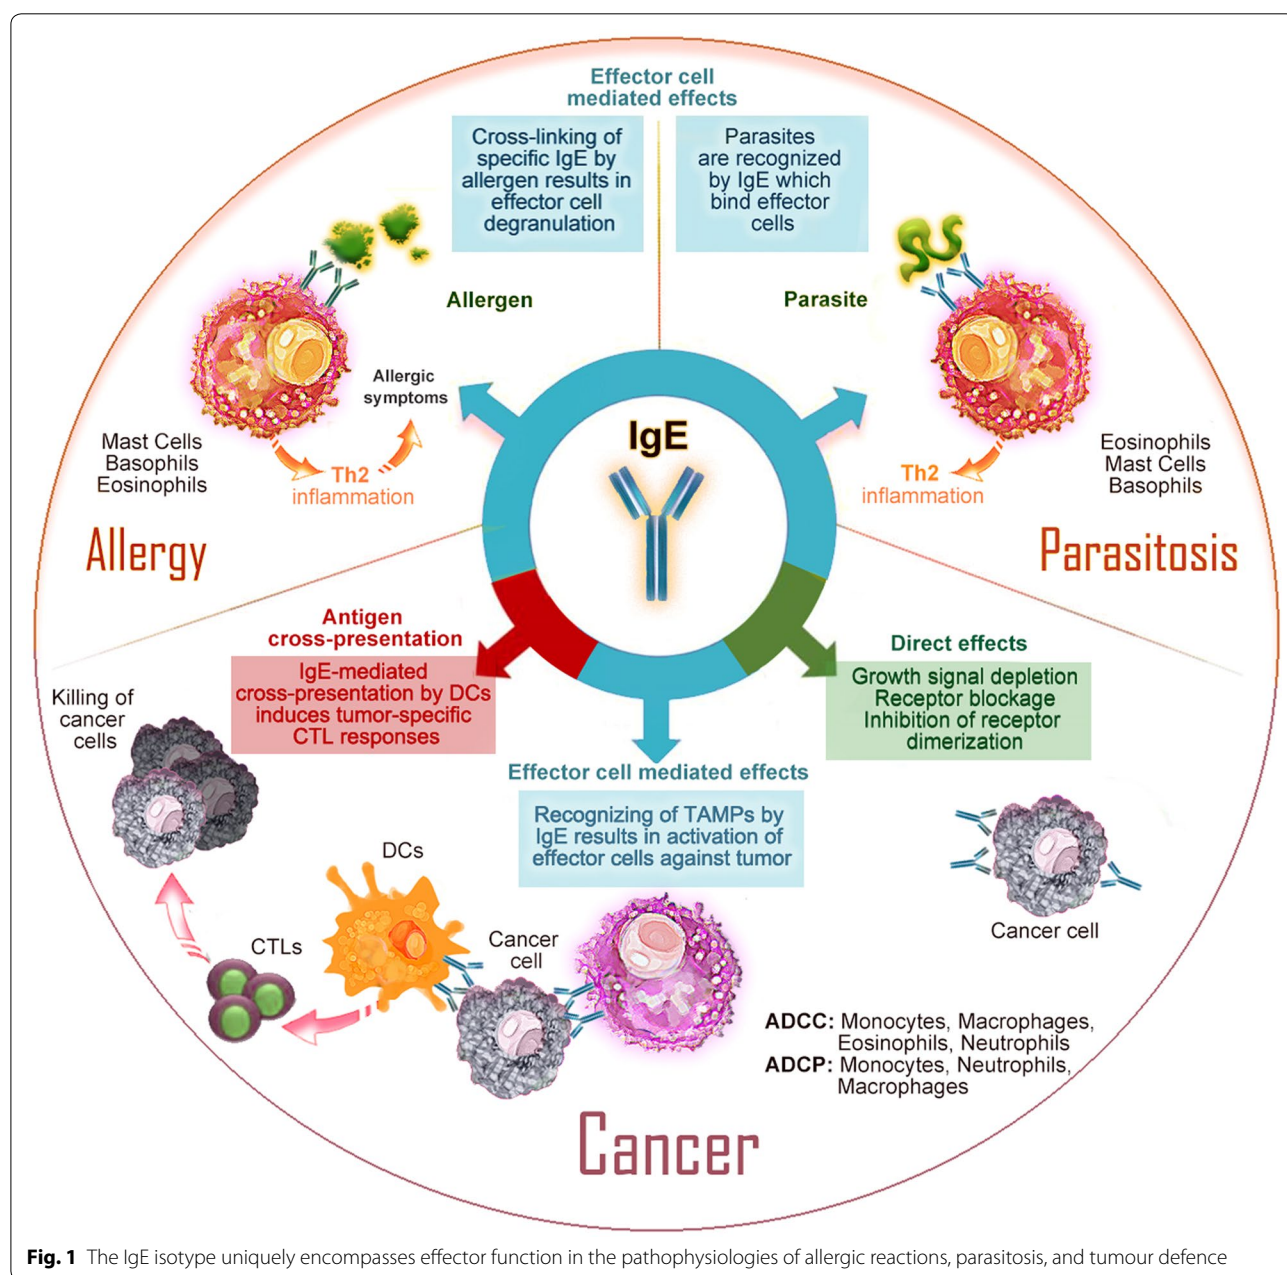 Effector cell
mediated effects
Cross-linking of
specific IgE by
allergen results in
effector cell
degranulation
Parasites
are recognized
by IgE which
bind effector
cells
Allergen
Parasite
Allergic
symptoms
IgE
Mast Cells
Basophils
Eosinophils
Th2
inflammation
Th2
inflammation
Eosinophils
Mast Cells
Basophils
Allergy
Parasitosis
Antigen
cross-presentation
IgE-mediated
cross-presentation by DCs
induces tumor-specific
CTL responses
Direct effects
Growth signal depletion
Receptor blockage
Inhibition of receptor
dimerization
Killing of
cancer
cells
Effector cell mediated effects
Recognizing of TAMPs by
IgE results in activation of
effector cells against tumor
DCs
CTLs
Cancer
cell
Cancer cell
ADCC: Monocytes, Macrophages,
Eosinophils, Neutrophils
ADCP: Monocytes, Neutrophils,
Macrophages
Cancer
Fig. 1 The IgE isotype uniquely encompasses effector function in the pathophysiologies of allergic reactions, parasitosis, and tumour defence